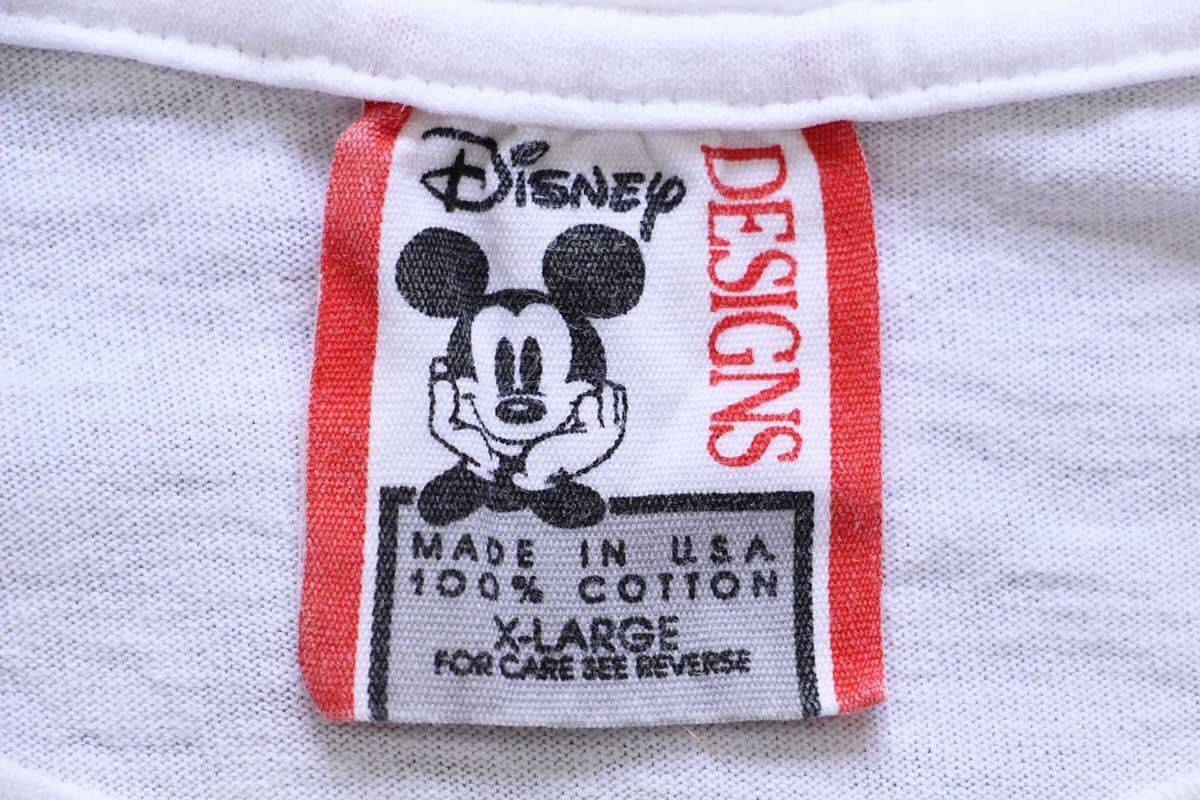 Disney
DESIGNS
MADE IN U.S.A.
100% COTTON
X-LARGE
FOR CARE SEE REVERSE